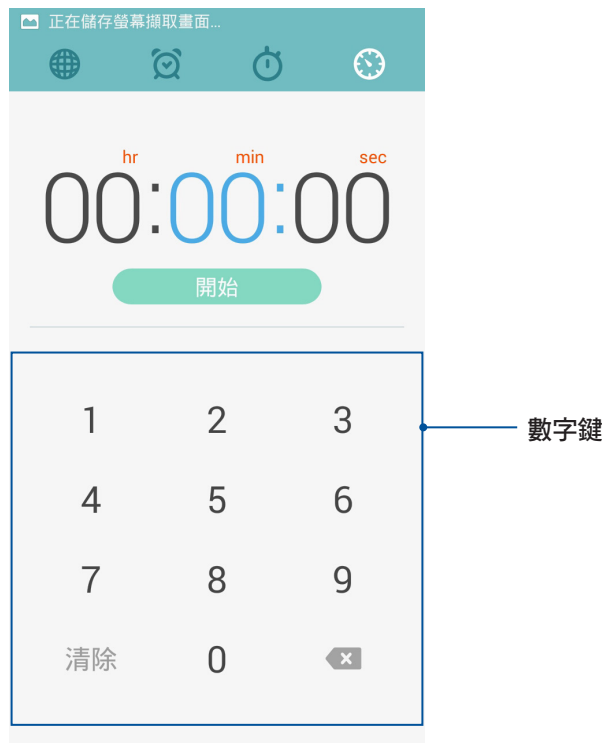 正在儲存螢幕擷取畫面...
hr min sec
00:00:00
開始
1 2 3
數字鍵
4 5 6
7 8 9
清除 0